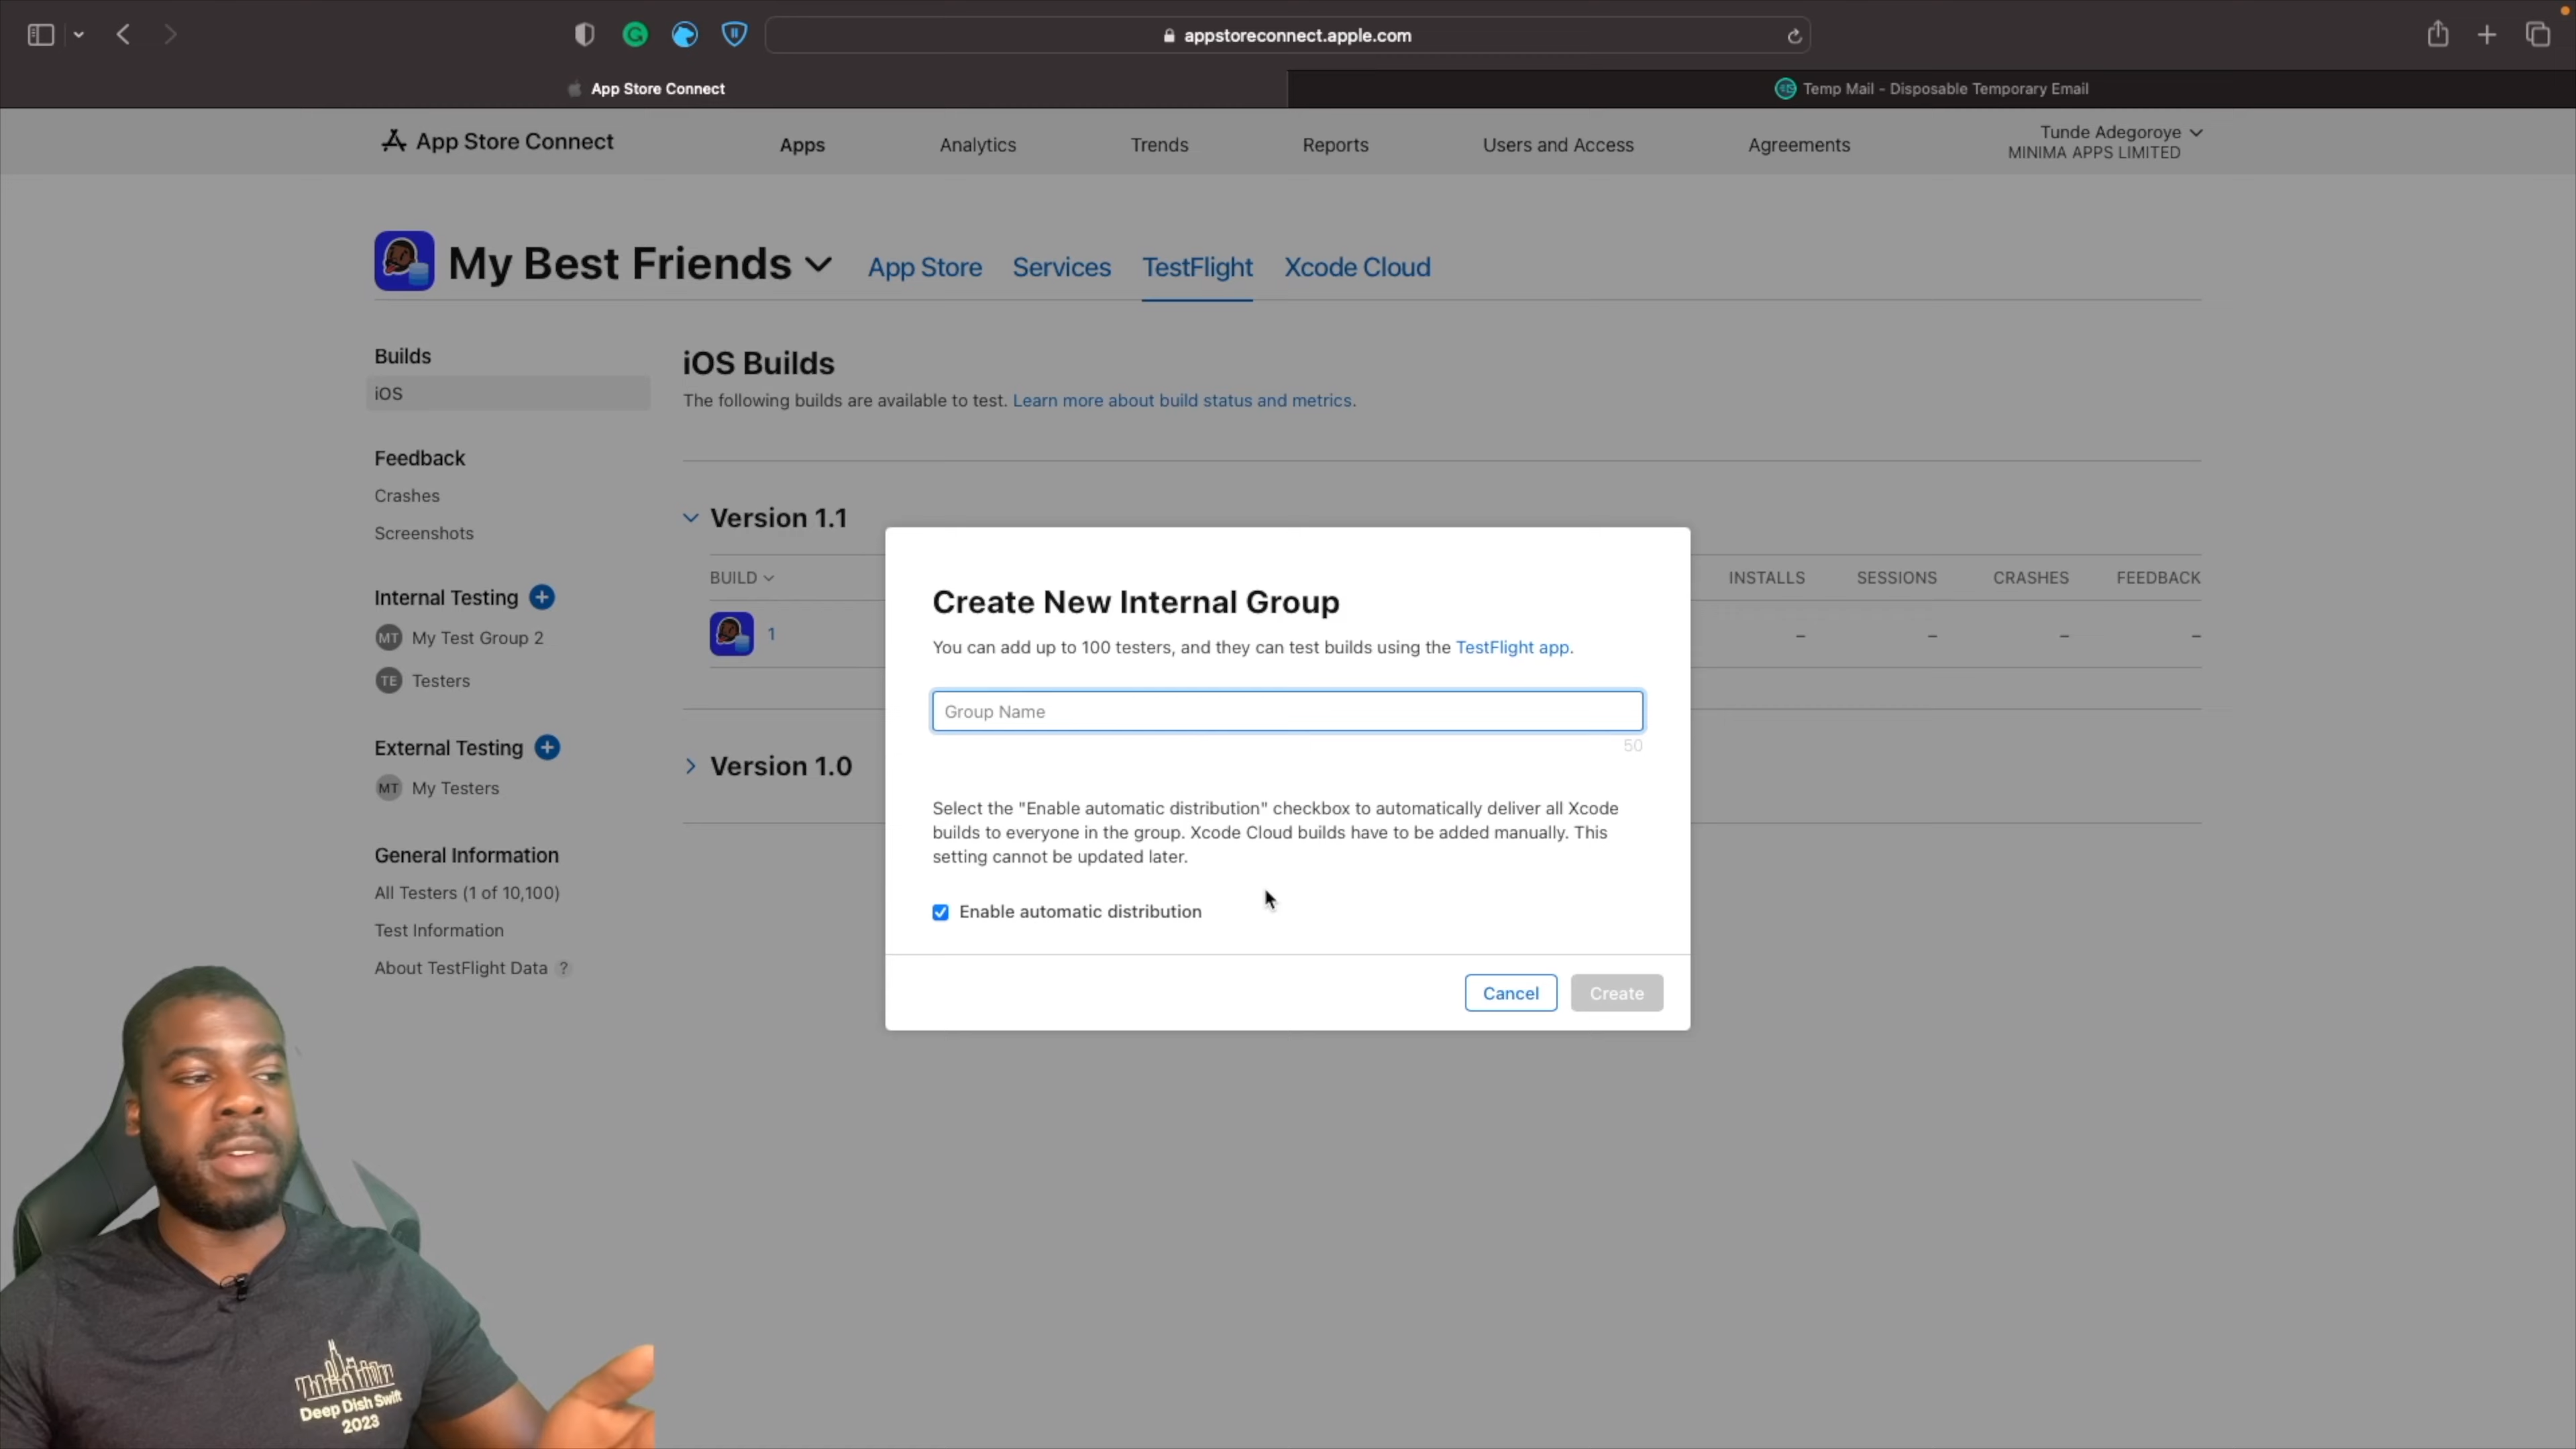 appstoreconnect.apple.com
App Store Connect
Temp Mail - Disposable Temporary Email
App Store Connect
Apps
Analytics
Trends
Reports
Users and Access
Agreements
Tunde Adegoroye
MINIMA APPS LIMITED
My Best Friends
App Store
Services
TestFlight
Xcode Cloud
Builds
iOS
Feedback
Crashes
Screenshots
Internal Testing
MT My Test Group 2
TE Testers
External Testing
MT My Testers
General Information
All Testers (1 of 10,100)
Test Information
About TestFlight Data ?
iOS Builds
The following builds are available to test. Learn more about build status and metrics.
Version 1.1
BUILD
INSTALLS
SESSIONS
CRASHES
FEEDBACK
1
–
–
–
–
Version 1.0
Create New Internal Group
You can add up to 100 testers, and they can test builds using the TestFlight app.
Group Name
50
Select the "Enable automatic distribution" checkbox to automatically deliver all Xcode
builds to everyone in the group. Xcode Cloud builds have to be added manually. This
setting cannot be updated later.
Enable automatic distribution
Cancel
Create
Deep Dish Swift
2023